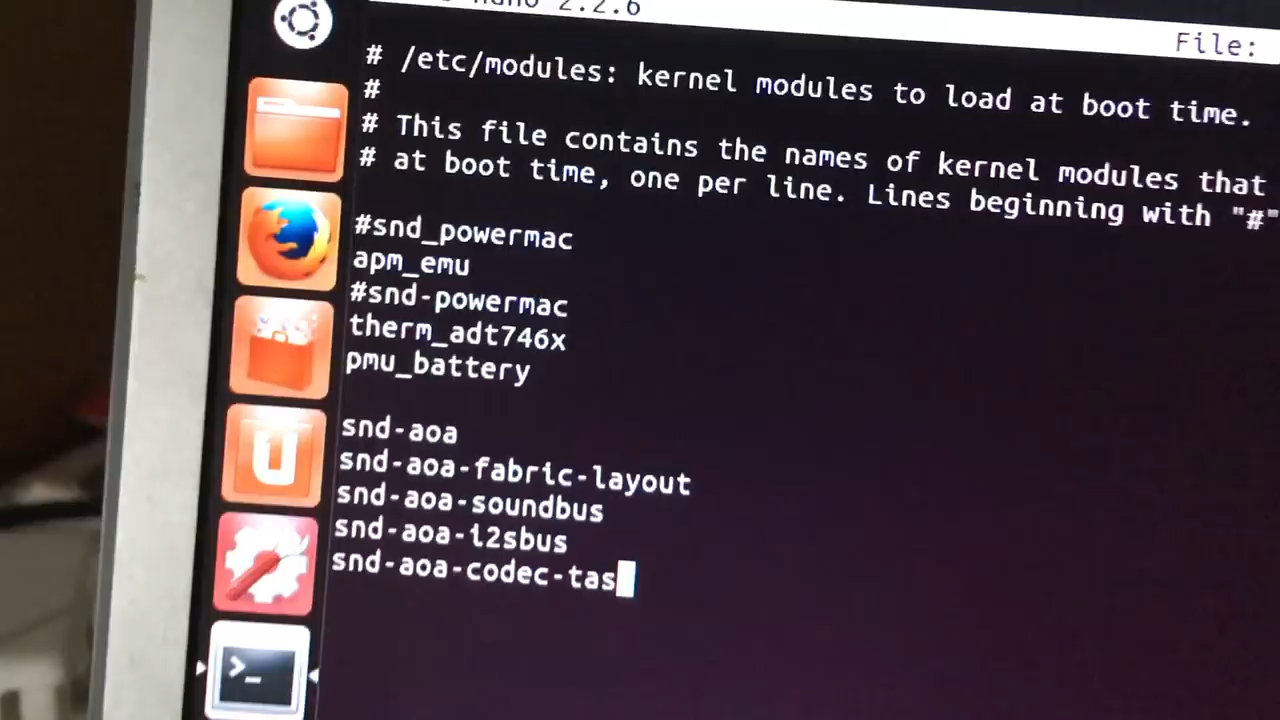 nano 2.2.6
File:
# /etc/modules: kernel modules to load at boot time.
#
# This file contains the names of kernel modules that
# at boot time, one per line. Lines beginning with "#"
#snd_powermac
apm_emu
#snd-powermac
therm_adt746x
pmu_battery
snd-aoa
snd-aoa-fabric-layout
snd-aoa-soundbus
snd-aoa-i2sbus
snd-aoa-codec-tas
U
>_